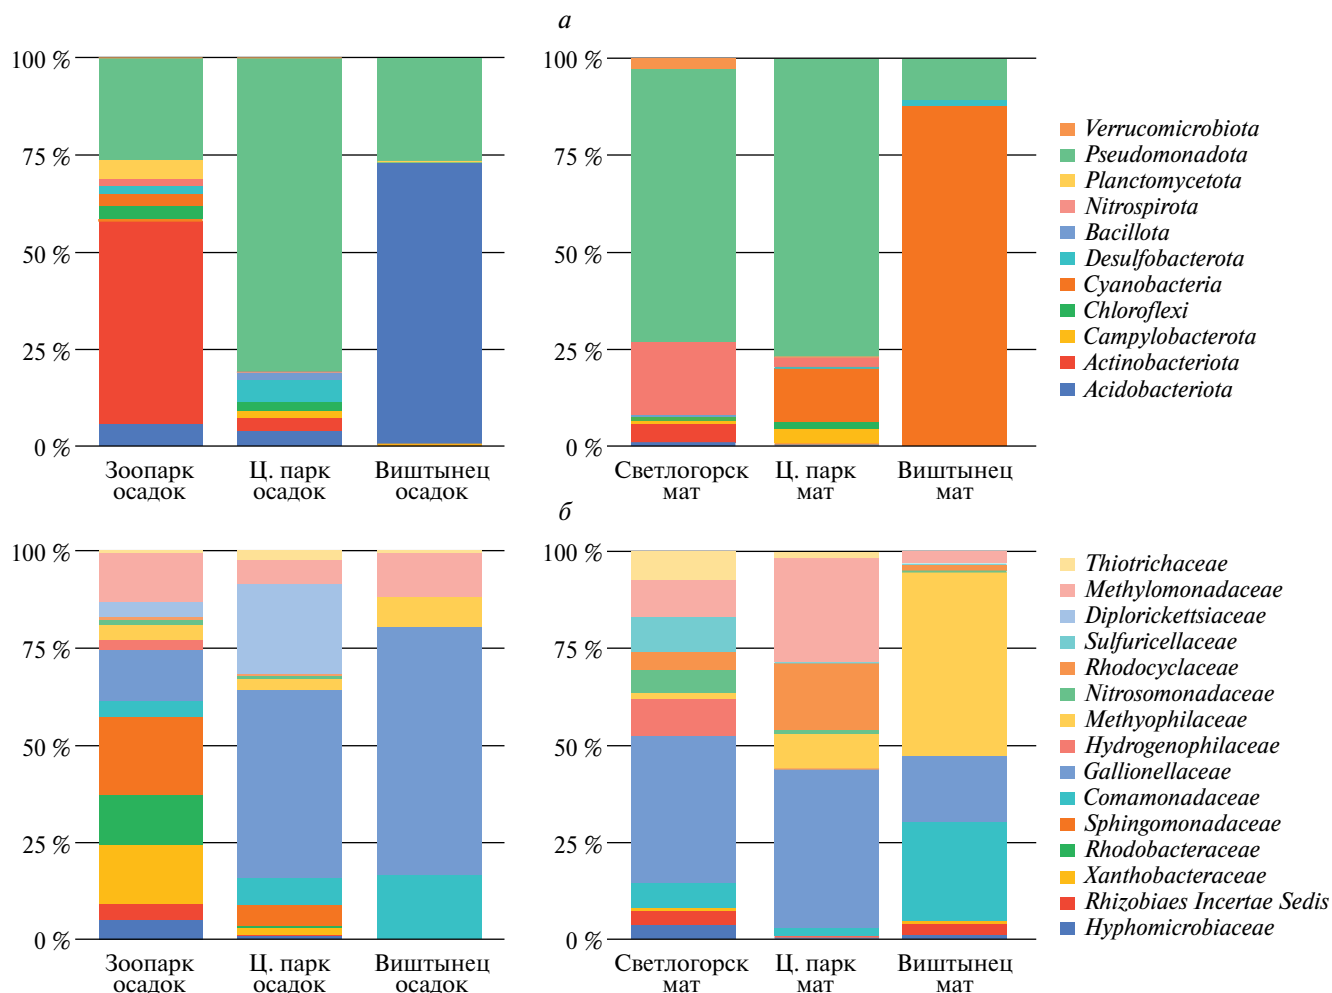 а
100 %
75 %
50 %
25 %
0 %
Зоопарк
осадок
Ц. парк
осадок
Виштынец
осадок
100 %
75 %
50 %
25 %
0 %
Светлогорск
мат
Ц. парк
мат
Виштынец
мат
Verrucomicrobiota
Pseudomonadota
Planctomycetota
Nitrospirota
Bacillota
Desulfobacterota
Cyanobacteria
Chloroflexi
Campylobacterota
Actinobacteriota
Acidobacteriota
б
100 %
75 %
50 %
25 %
0 %
Зоопарк
осадок
Ц. парк
осадок
Виштынец
осадок
100 %
75 %
50 %
25 %
0 %
Светлогорск
мат
Ц. парк
мат
Виштынец
мат
Thiotrichaceae
Methylomonadaceae
Diplorickettsiaceae
Sulfuricellaceae
Rhodocyclaceae
Nitrosomonadaceae
Methyophilaceae
Hydrogenophilaceae
Gallionellaceae
Comamonadaceae
Sphingomonadaceae
Rhodobacteraceae
Xanthobacteraceae
Rhizobiaes Incertae Sedis
Hyphomicrobiaceae